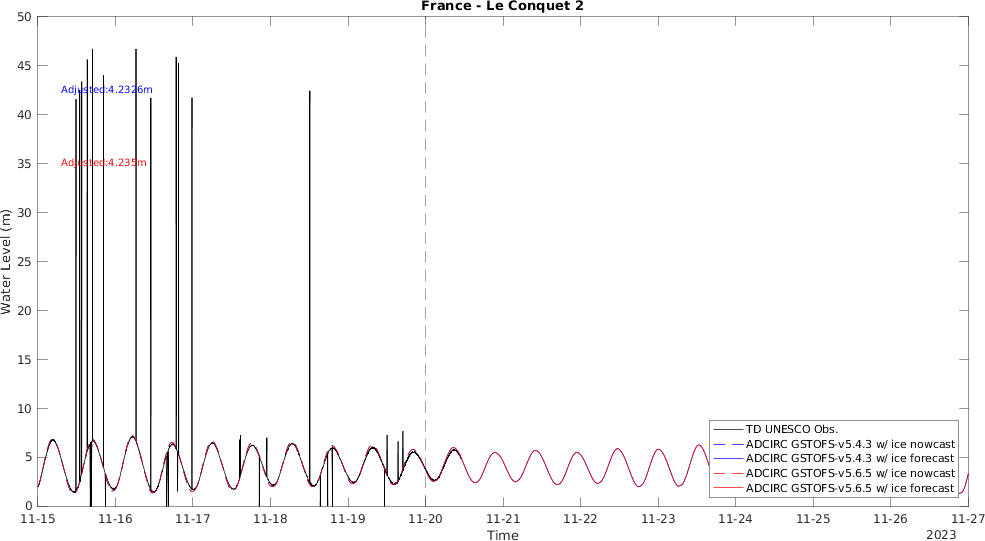 France - Le Conquet 2
50
45
40
35
30
25
20
15
10
5
0
Water Level (m)
Adjusted:4.2326m
Adjusted:4.235m
TD UNESCO Obs.
ADCIRC GSTOFS-v5.4.3 w/ ice nowcast
ADCIRC GSTOFS-v5.4.3 w/ ice forecast
ADCIRC GSTOFS-v5.6.5 w/ ice nowcast
ADCIRC GSTOFS-v5.6.5 w/ ice forecast
11-15 11-16 11-17 11-18 11-19 11-20 11-21 11-22 11-23 11-24 11-25 11-26 11-27
Time
2023